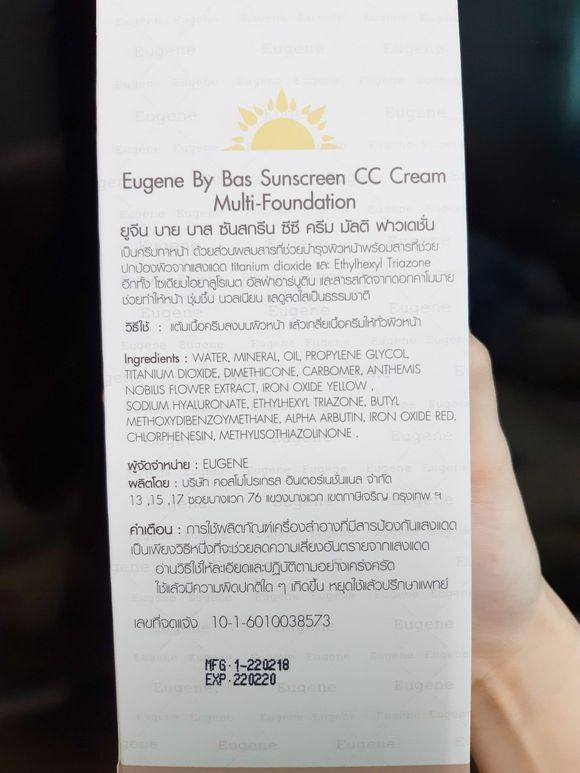 Eugene By Bas Sunscreen CC Cream
Multi-Foundation
ยูจีน บาย บาส ซันสกรีน ซีซี ครีม มัลติ ฟาวเดชั่น
เป็นครีมทาหน้า ด้วยส่วนผสมสารที่ช่วยบำรุงผิวหน้าพร้อมสารที่ช่วย
ปกป้องผิวจากแสงแดด titanium dioxide และ Ethylhexyl Triazone
อีกทั้ง โซเดียมไฮยาลูโรเนต อัลฟ่าอาร์บูติน และสารสกัดจากดอกคาโมมาย
ช่วยทำให้หน้า ชุ่มชื้น นวลเนียน แลดูสดใสเป็นธรรมชาติ
วิธีใช้ : แต้มเนื้อครีมลงบนผิวหน้า แล้วเกลี่ยเนื้อครีมให้ทั่วผิวหน้า
Ingredients : WATER, MINERAL, OIL, PROPYLENE GLYCOL,
TITANIUM DIOXIDE, DIMETHICONE, CARBOMER, ANTHEMIS
NOBILIS FLOWER EXTRACT, IRON OXIDE YELLOW ,
SODIUM HYALURONATE, ETHYLHEXYL TRIAZONE, BUTYL
METHOXYDIBENZOYMETHANE, ALPHA ARBUTIN, IRON OXIDE RED,
CHLORPHENESIN, METHYLISOTHIAZOLINONE .
ผู้จัดจำหน่าย : EUGENE
ผลิตโดย : บริษัท คอสโมโปรเกรส อินเตอร์เนชั่นแนล จำกัด
13 ,15 ,17 ซอยบางแวก 76 แขวงบางแวก เขตภาษีเจริญ กรุงเทพ ฯ
คำเตือน : การใช้ผลิตภัณฑ์เครื่องสำอางที่มีสารป้องกันแสงแดด
เป็นเพียงวิธีหนึ่งที่จะช่วยลดความเสี่ยงอันตรายจากแสงแดด
อ่านวิธีใช้ให้ละเอียดและปฏิบัติตามอย่างเคร่งครัด
ใช้แล้วมีความผิดปกติใด ๆ เกิดขึ้น หยุดใช้แล้วปรึกษาแพทย์
เลขที่จดแจ้ง 10-1-6010038573
MFG·1-220218
EXP·220220